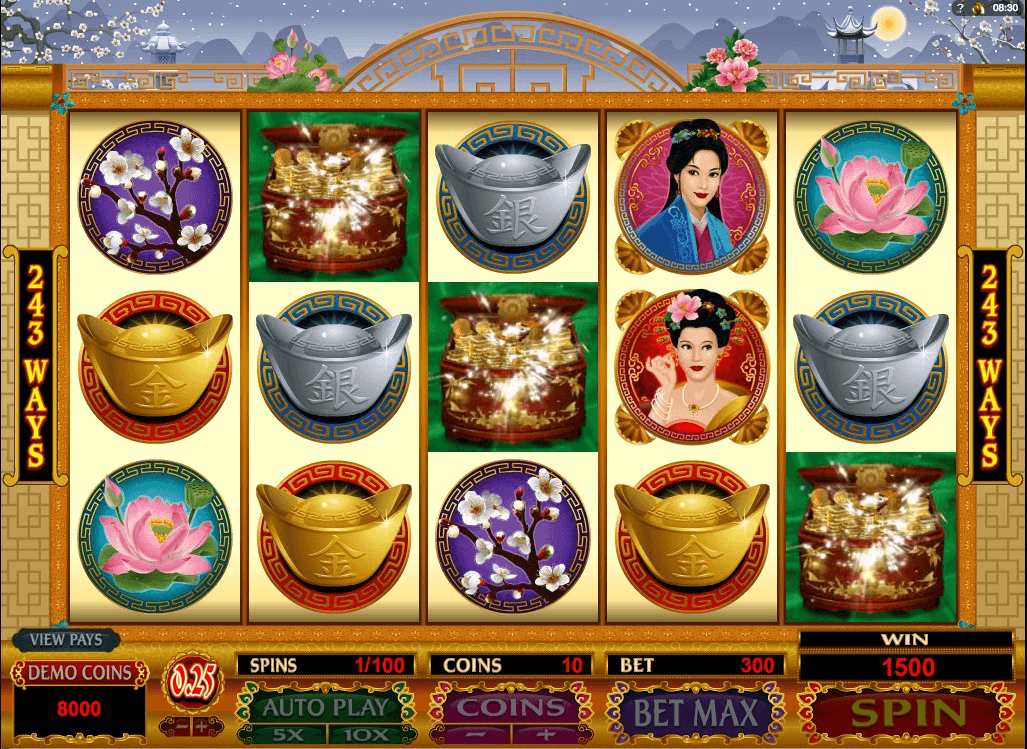 ? 08:30
銀
243 WAYS
243 WAYS
金
銀
銀
金
金
VIEW PAYS
WIN
DEMO COINS
0.25
SPINS 1/100
COINS 10
BET 300
1500
8000
AUTO PLAY
COINS
BET MAX
SPIN
- +
5X 10X
- +